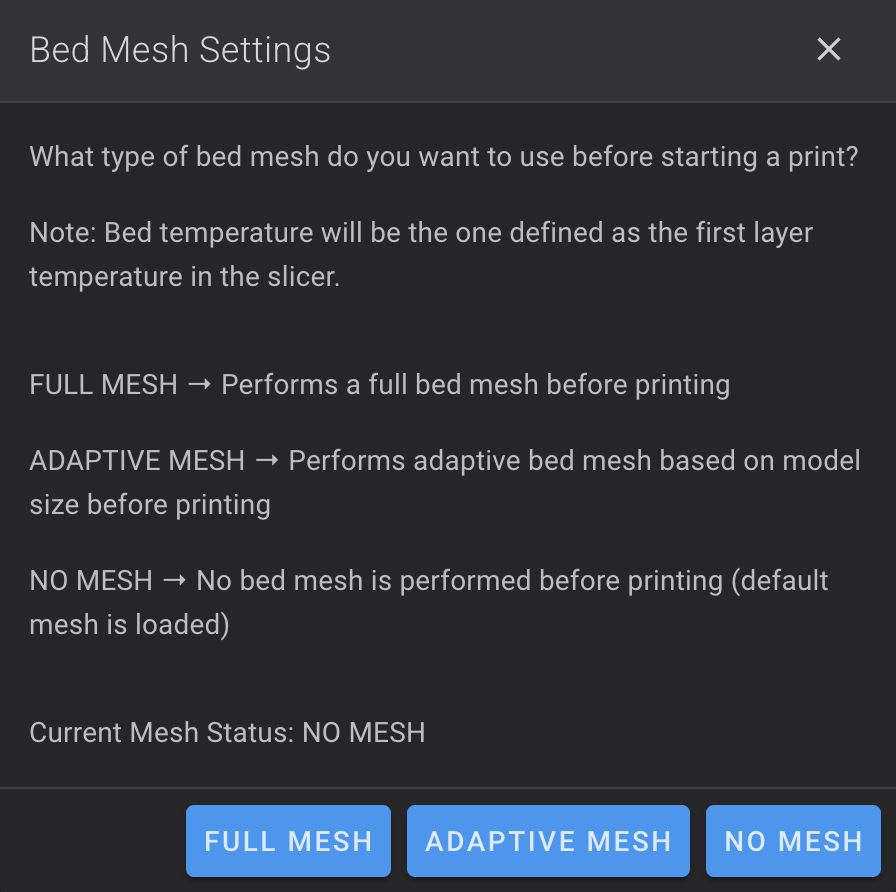 Bed Mesh Settings
What type of bed mesh do you want to use before starting a print?
Note: Bed temperature will be the one defined as the first layer
temperature in the slicer.
FULL MESH → Performs a full bed mesh before printing
ADAPTIVE MESH → Performs adaptive bed mesh based on model
size before printing
NO MESH → No bed mesh is performed before printing (default
mesh is loaded)
Current Mesh Status: NO MESH
FULL MESH
ADAPTIVE MESH
NO MESH